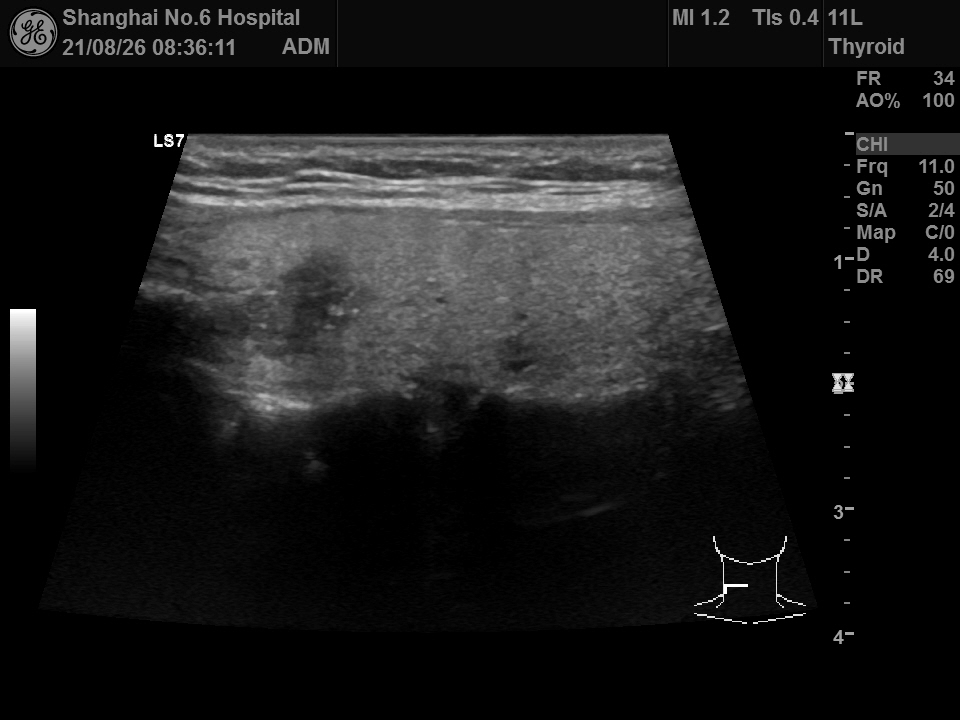 Shanghai No.6 Hospital
21/08/26 08:36:11 ADM
MI 1.2 TIs 0.4
11L
Thyroid
FR 34
AO% 100
CHI
Frq 11.0
Gn 50
S/A 2/4
Map C/0
D 4.0
DR 69
LS7
1
3
4